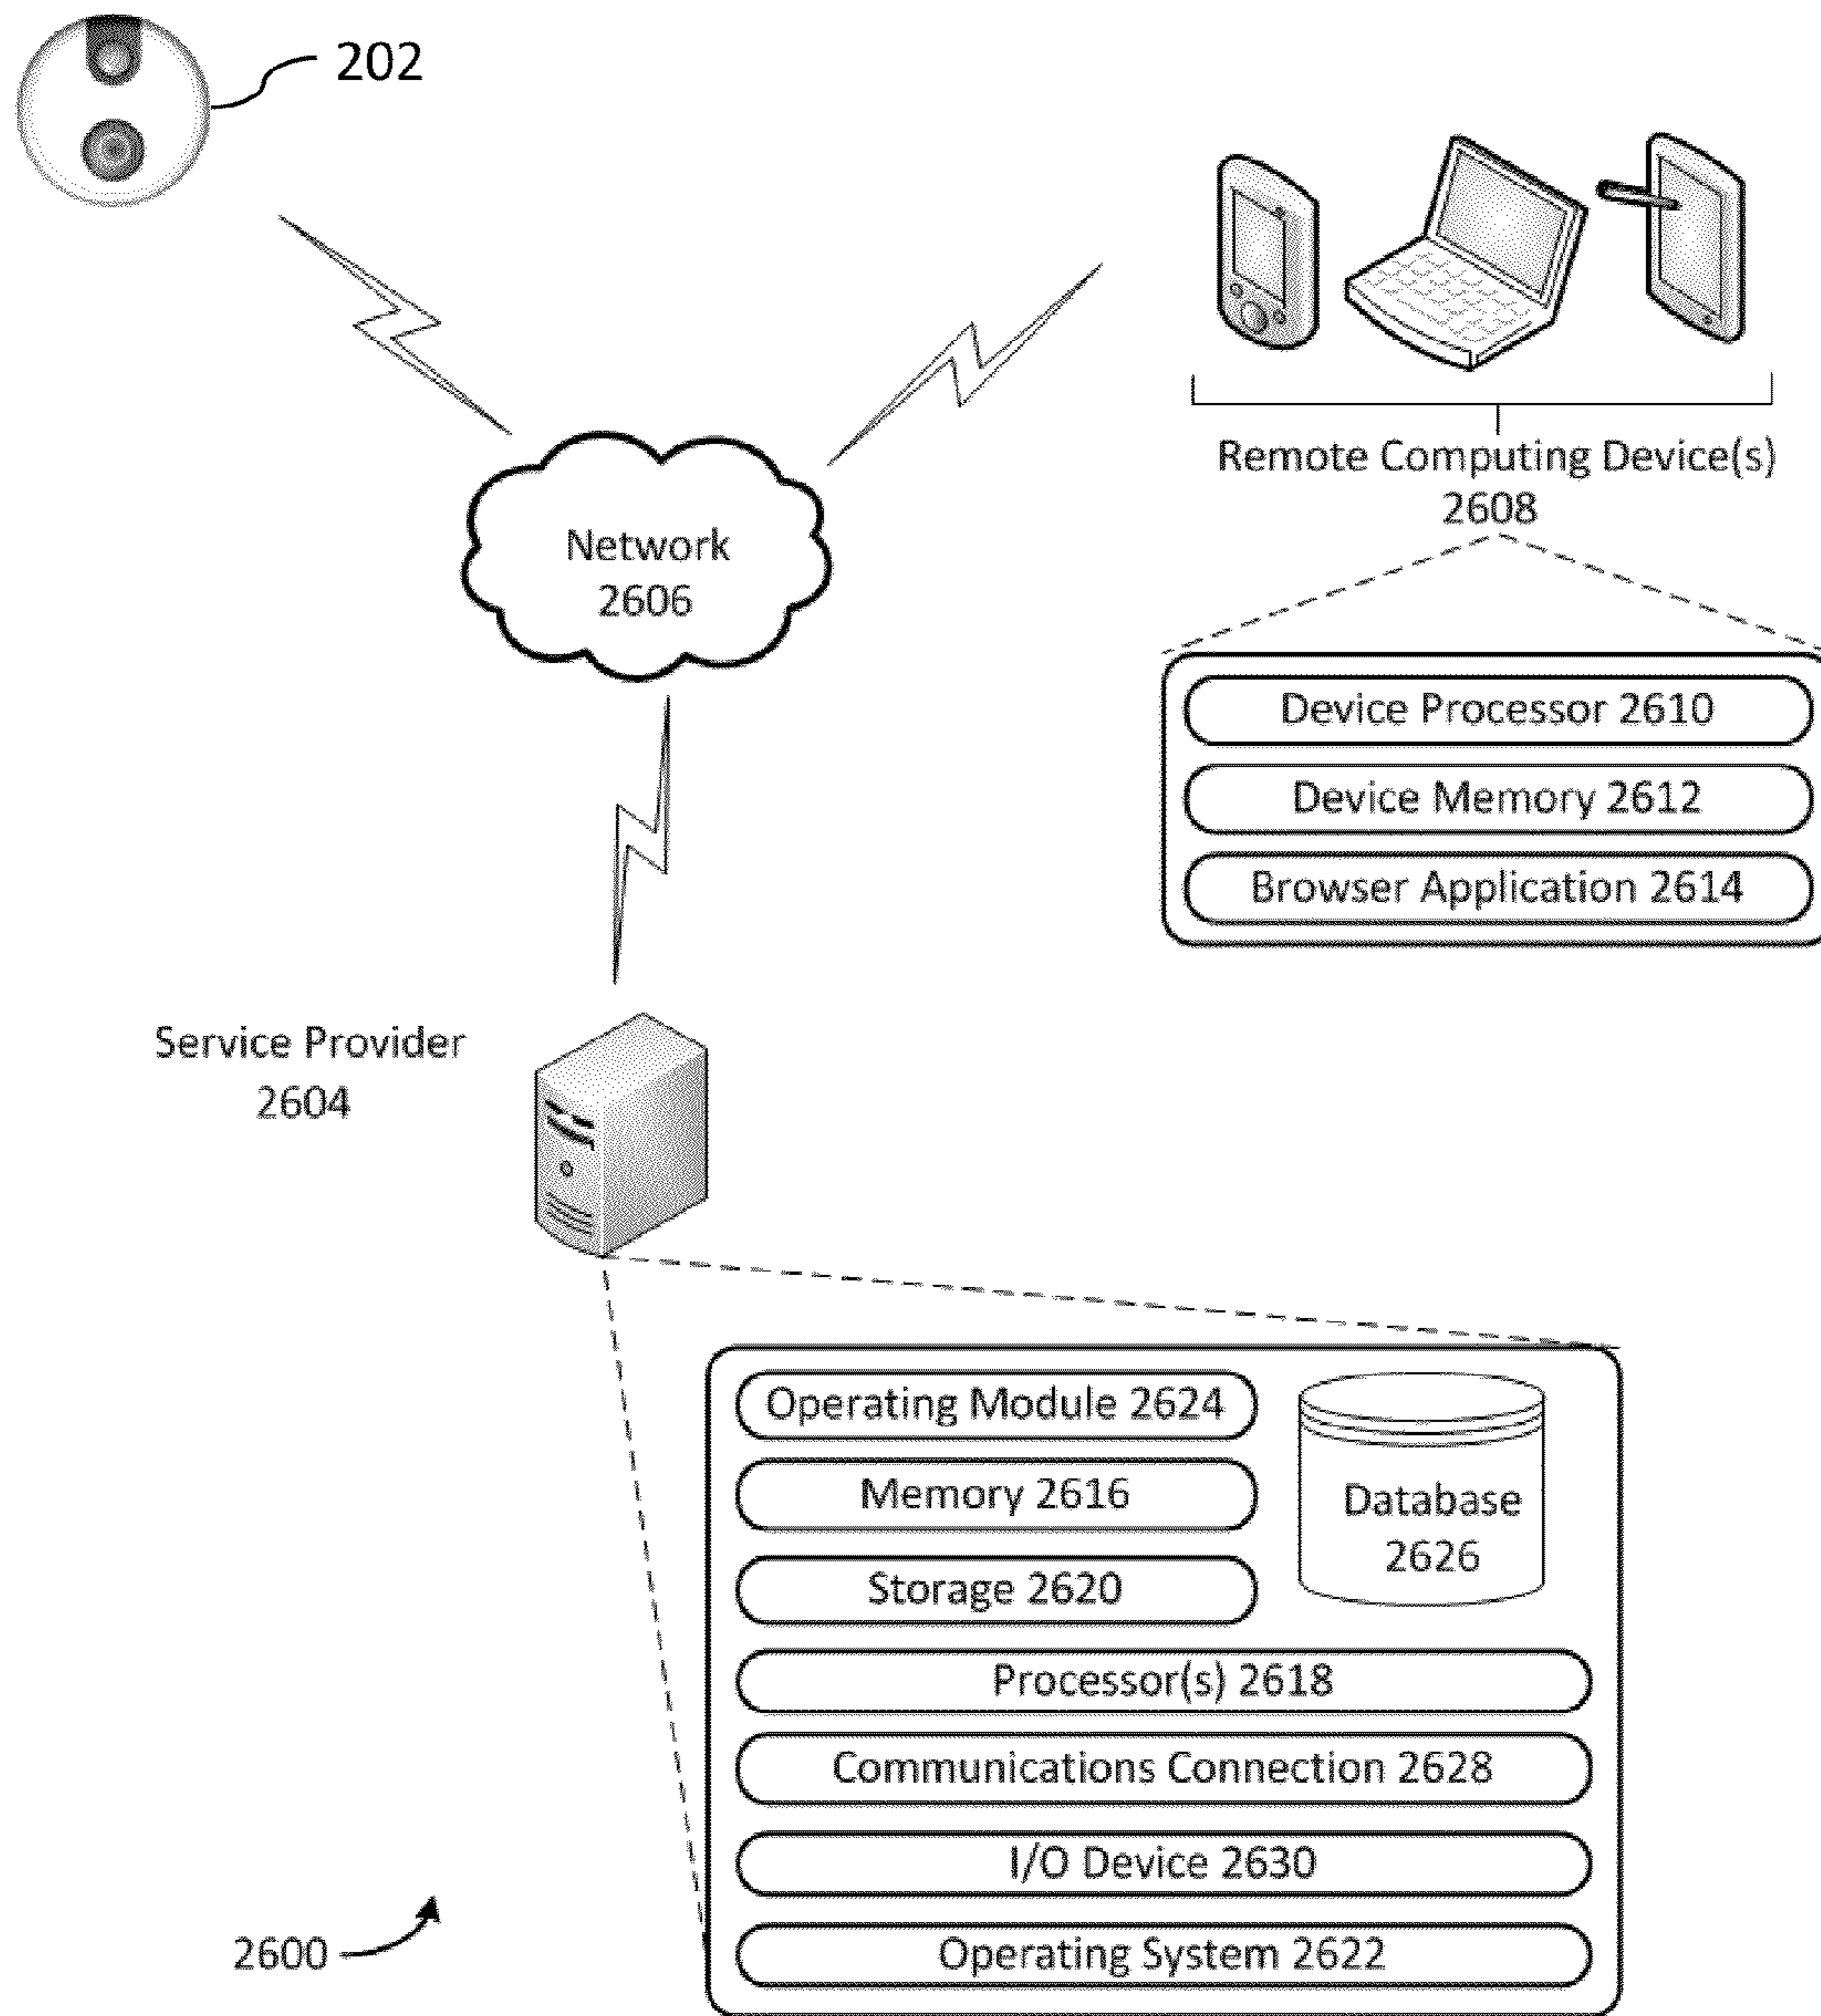 202
Remote Computing Device(s)
2608
Network
2606
Device Processor 2610
Device Memory 2612
Browser Application 2614
Service Provider
2604
Operating Module 2624
Memory 2616
Storage 2620
Database
2626
Processor(s) 2618
Communications Connection 2628
I/O Device 2630
Operating System 2622
2600